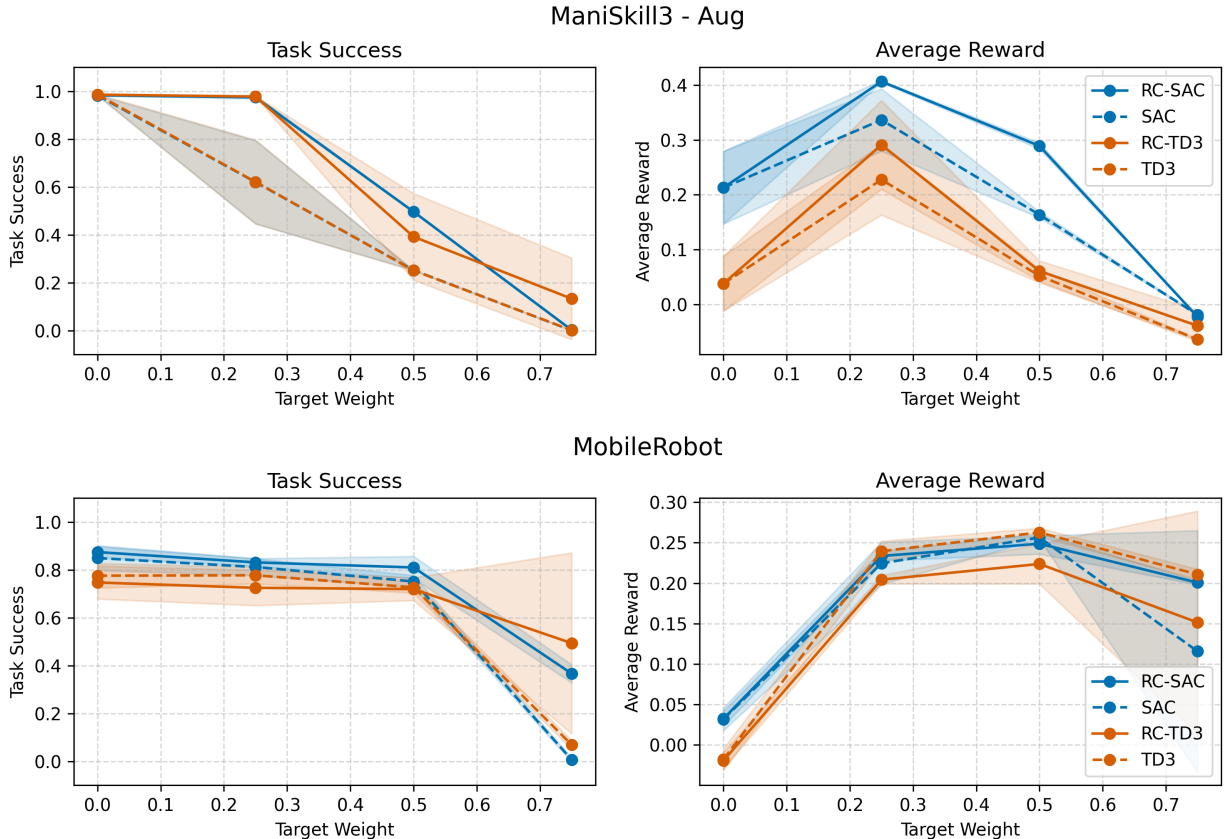 ManiSkill3 - Aug
Task Success
Task Success
1.0
0.8
0.6
0.4
0.2
0.0
0.0 0.1 0.2 0.3 0.4 0.5 0.6 0.7
Target Weight
Average Reward
Average Reward
0.4
0.3
0.2
0.1
0.0
RC-SAC
SAC
RC-TD3
TD3
0.0 0.1 0.2 0.3 0.4 0.5 0.6 0.7
Target Weight
MobileRobot
Task Success
Task Success
1.0
0.8
0.6
0.4
0.2
0.0
0.0 0.1 0.2 0.3 0.4 0.5 0.6 0.7
Target Weight
Average Reward
Average Reward
0.30
0.25
0.20
0.15
0.10
0.05
0.00
RC-SAC
SAC
RC-TD3
TD3
0.0 0.1 0.2 0.3 0.4 0.5 0.6 0.7
Target Weight